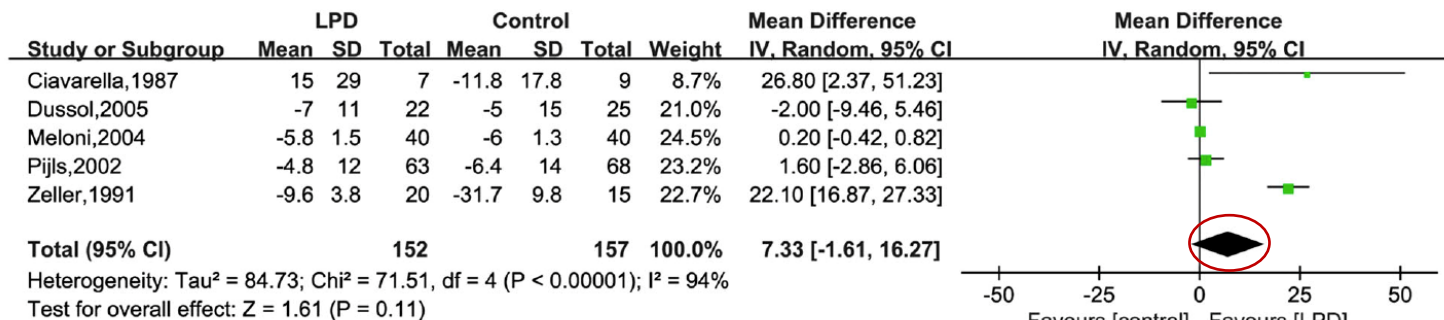 LPD Control Mean Difference Mean Difference
Study or Subgroup Mean SD Total Mean SD Total Weight IV, Random, 95% CI IV, Random, 95% CI
Ciavarella,1987 15 29 7 -11.8 17.8 9 8.7% 26.80 [2.37, 51.23]
Dussol,2005 -7 11 22 -5 15 25 21.0% -2.00 [-9.46, 5.46]
Meloni,2004 -5.8 1.5 40 -6 1.3 40 24.5% 0.20 [-0.42, 0.82]
Pijls,2002 -4.8 12 63 -6.4 14 68 23.2% 1.60 [-2.86, 6.06]
Zeller,1991 -9.6 3.8 20 -31.7 9.8 15 22.7% 22.10 [16.87, 27.33]
Total (95% CI) 152 157 100.0% 7.33 [-1.61, 16.27]
Heterogeneity: Tau² = 84.73; Chi² = 71.51, df = 4 (P < 0.00001); I² = 94%
-50 -25 0 25 50
Test for overall effect: Z = 1.61 (P = 0.11)
Favours [control] Favours [LPD]